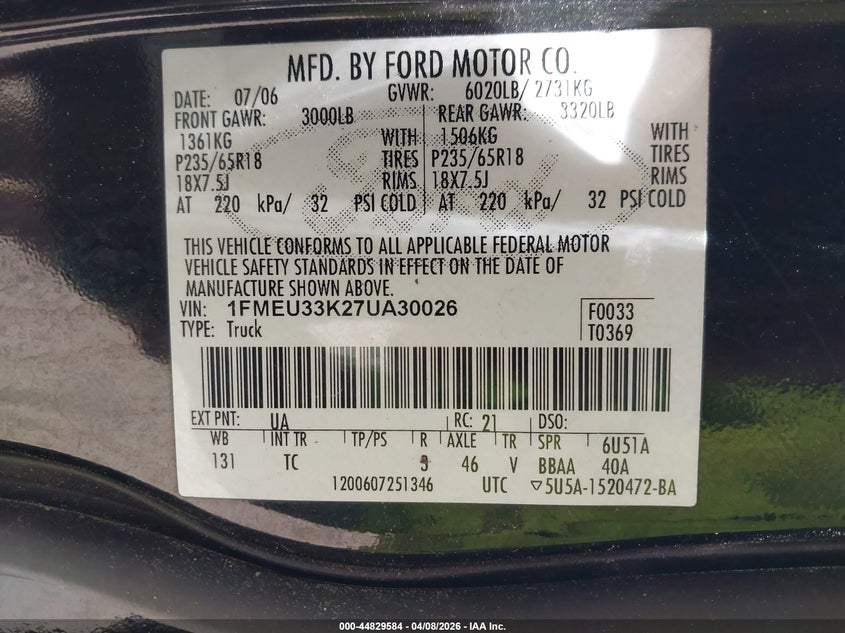 MFD. BY FORD MOTOR CO.
DATE: 07/06 GVWR: 6020LB/ 2731KG
FRONT GAWR: 3000LB REAR GAWR: 3320LB
1361KG WITH 1506KG WITH
P235/65R18 TIRES P235/65R18 TIRES
18X7.5J RIMS 18X7.5J RIMS
AT 220 kPa/ 32 PSI COLD AT 220 kPa/ 32 PSI COLD
THIS VEHICLE CONFORMS TO ALL APPLICABLE FEDERAL MOTOR
VEHICLE SAFETY STANDARDS IN EFFECT ON THE DATE OF
MANUFACTURE SHOWN ABOVE.
VIN: 1FMEU33K27UA30026 F0033
TYPE: Truck T0369
EXT PNT: UA RC: 21 DSO:
WB INT TR TP/PS R AXLE TR SPR 6U51A
131 TC 46 V BBAA 40A
1200607251346 UTC ▽5U5A-1520472-BA
000-44829584 - 04/08/2026 - IAA Inc.